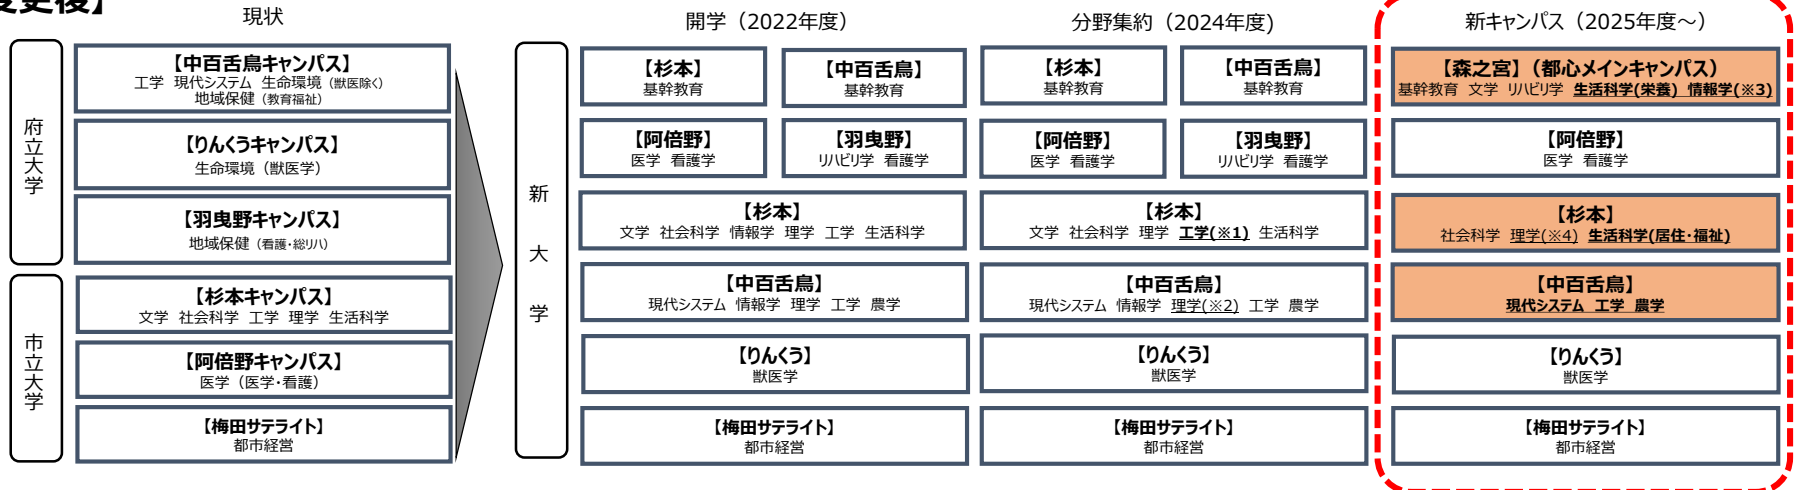 変更後】
現状
府立大学
【中百舌鳥キャンパス】
工学 現代システム 生命環境（獣医除く）
地域保健（教育福祉）
【りんくうキャンパス】
生命環境（獣医学）
【羽曳野キャンパス】
地域保健（看護・総リハ）
市立大学
【杉本キャンパス】
文学 社会科学 工学 理学 生活科学
【阿倍野キャンパス】
医学（医学・看護）
【梅田サテライト】
都市経営
新大学
開学（2022年度）
【杉本】
基幹教育
【中百舌鳥】
基幹教育
【阿倍野】
医学 看護学
【羽曳野】
リハビリ学 看護学
【杉本】
文学 社会科学 情報学 理学 工学 生活科学
【中百舌鳥】
現代システム 情報学 理学 工学 農学
【りんくう】
獣医学
【梅田サテライト】
都市経営
分野集約（2024年度）
【杉本】
基幹教育
【中百舌鳥】
基幹教育
【阿倍野】
医学 看護学
【羽曳野】
リハビリ学 看護学
【杉本】
文学 社会科学 理学 工学(※1) 生活科学
【中百舌鳥】
現代システム 情報学 理学(※2) 工学 農学
【りんくう】
獣医学
【梅田サテライト】
都市経営
新キャンパス（2025年度～）
【森之宮】（都心メインキャンパス）
基幹教育 文学 リハビリ学 生活科学(栄養) 情報学(※3)
【阿倍野】
医学 看護学
【杉本】
社会科学 理学(※4) 生活科学(居住・福祉)
【中百舌鳥】
現代システム 工学 農学
【りんくう】
獣医学
【梅田サテライト】
都市経営